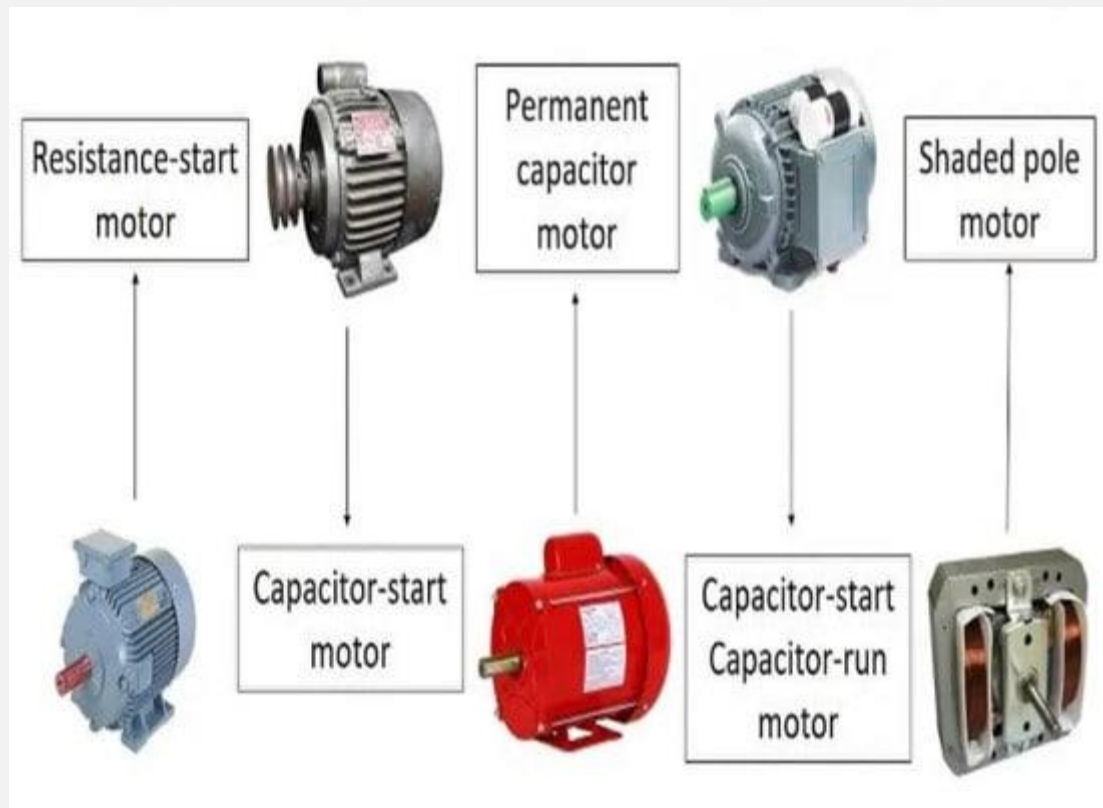 Resistance-start
motor
Permanent
capacitor
motor
Shaded pole
motor
Capacitor-start
motor
Capacitor-start
Capacitor-run
motor